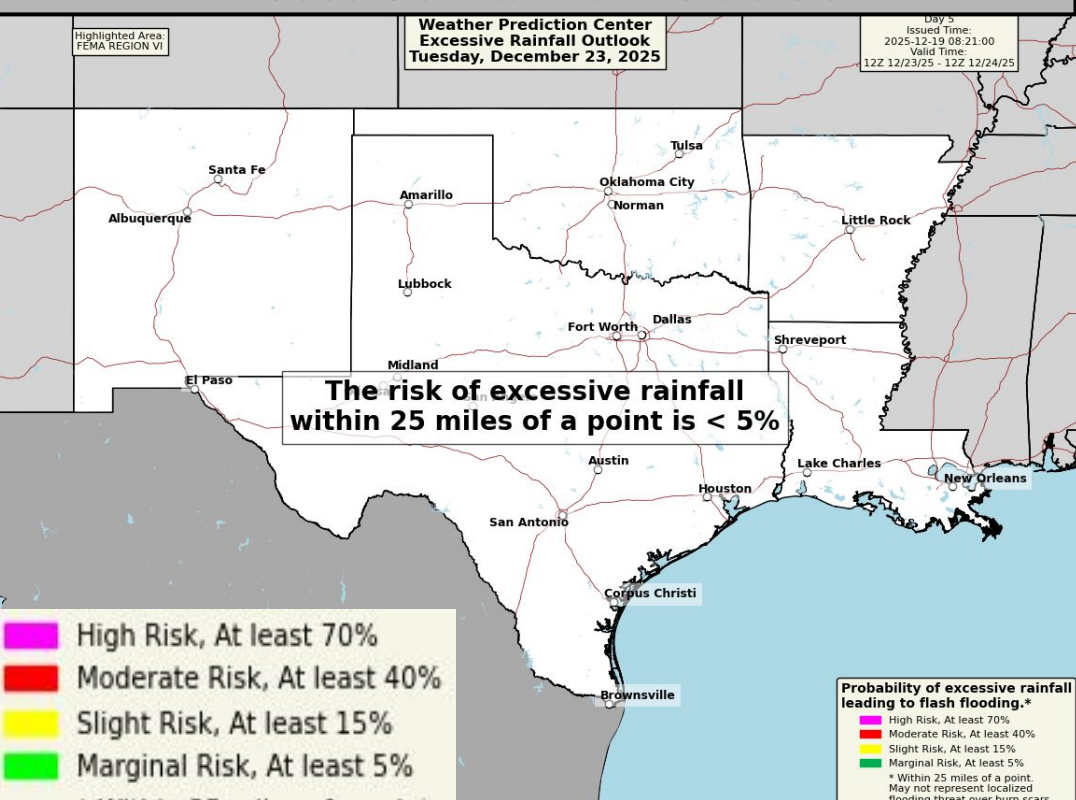 Highlighted Area:
FEMA REGION VI
Weather Prediction Center
Excessive Rainfall Outlook
Tuesday, December 23, 2025
Day 5
Issued Time:
2025-12-19 08:21:00
Valid Time:
12Z 12/23/25 - 12Z 12/24/25
Tulsa
Santa Fe
Oklahoma City
Amarillo
Norman
Albuquerque
Little Rock
Lubbock
Dallas
Fort Worth
Shreveport
Midland
El Paso
The risk of excessive rainfall
within 25 miles of a point is < 5%
Austin
Lake Charles
New Orleans
Houston
San Antonio
Corpus Christi
Brownsville
High Risk, At least 70%
Moderate Risk, At least 40%
Slight Risk, At least 15%
Marginal Risk, At least 5%
Probability of excessive rainfall
leading to flash flooding.*
High Risk, At least 70%
Moderate Risk, At least 40%
Slight Risk, At least 15%
Marginal Risk, At least 5%
* Within 25 miles of a point.
May not represent localized
flooding threat over burn scars